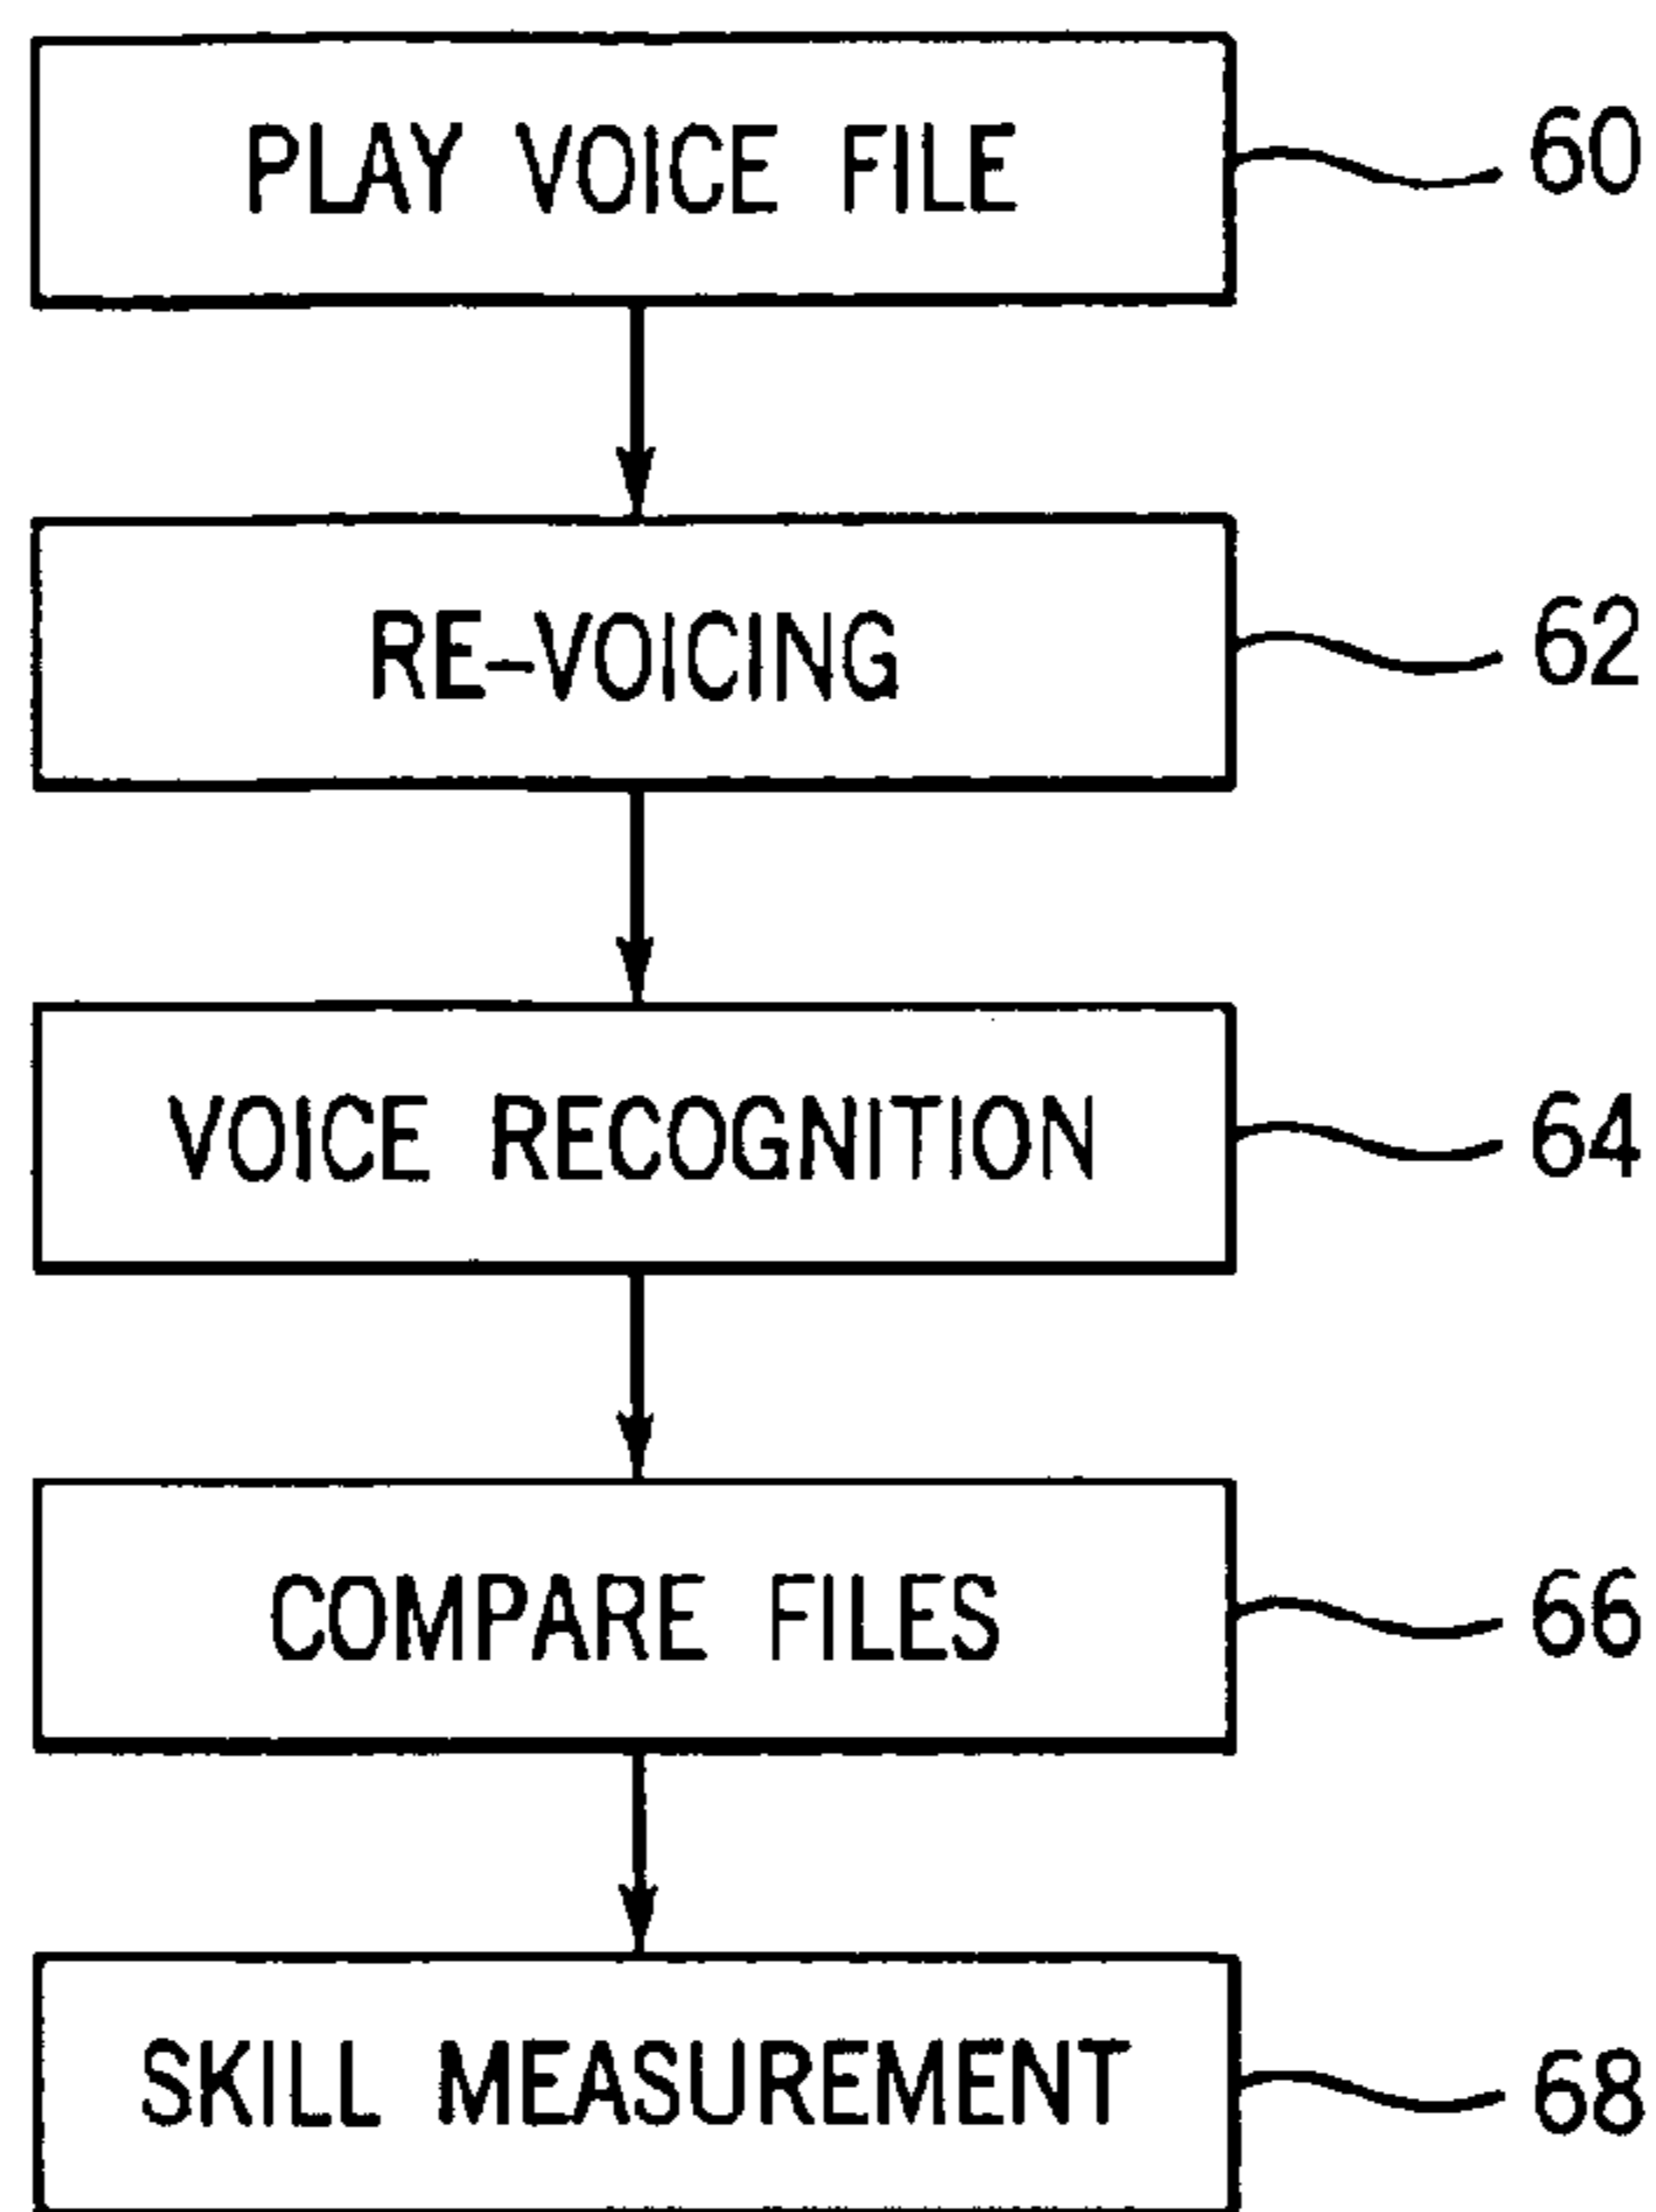 PLAY VOICE FILE 60
RE-VOICING 62
VOICE RECOGNITION 64
COMPARE FILES 66
SKILL MEASUREMENT 68